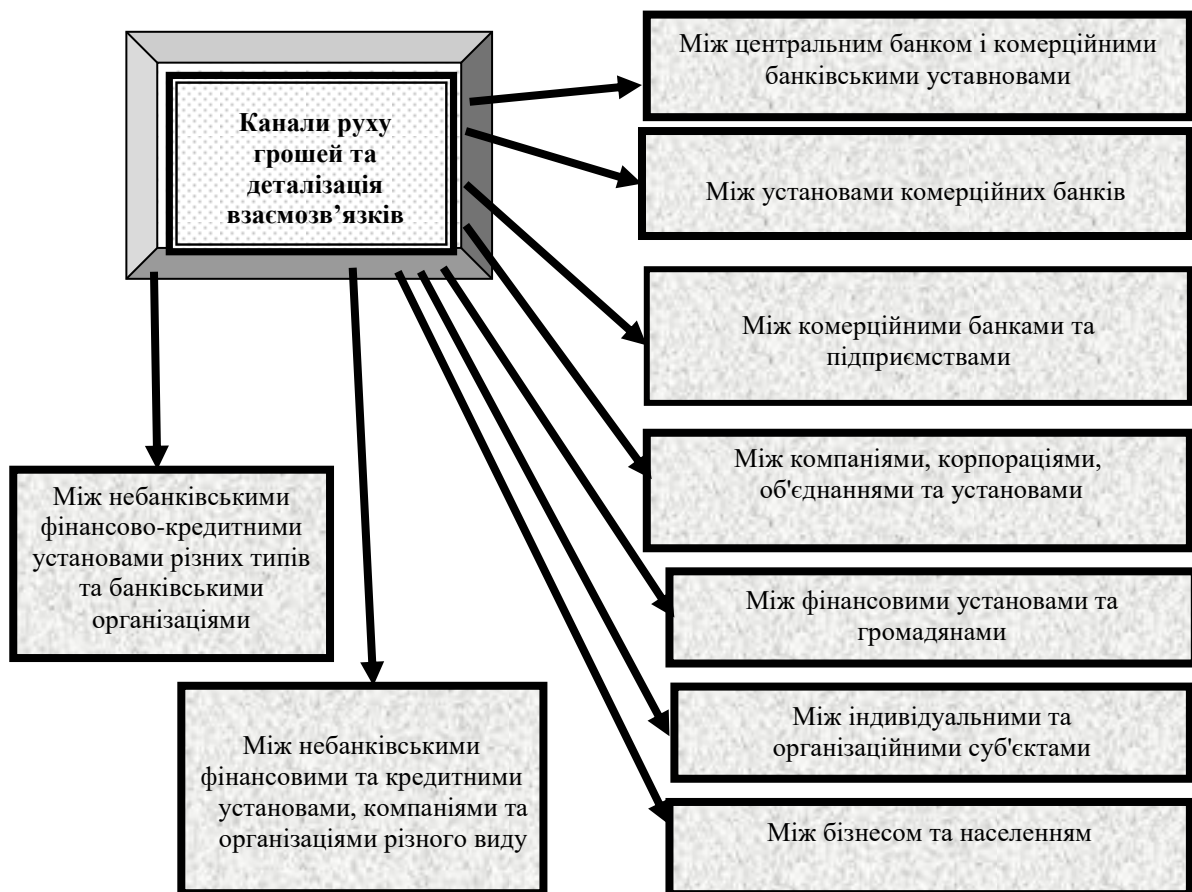 Канали руху
грошей та
деталізація
взаємозв’язків
Між центральним банком і комерційними
банківськими уставновами
Між установами комерційних банків
Між комерційними банками та
підприємствами
Між компаніями, корпораціями,
об'єднаннями та установами
Між фінансовими установами та
громадянами
Між індивідуальними та
організаційними суб'єктами
Між бізнесом та населенням
Між небанківськими
фінансово-кредитними
установами різних типів
та банківськими
організаціями
Між небанківськими
фінансовими та кредитними
установами, компаніями та
організаціями різного виду